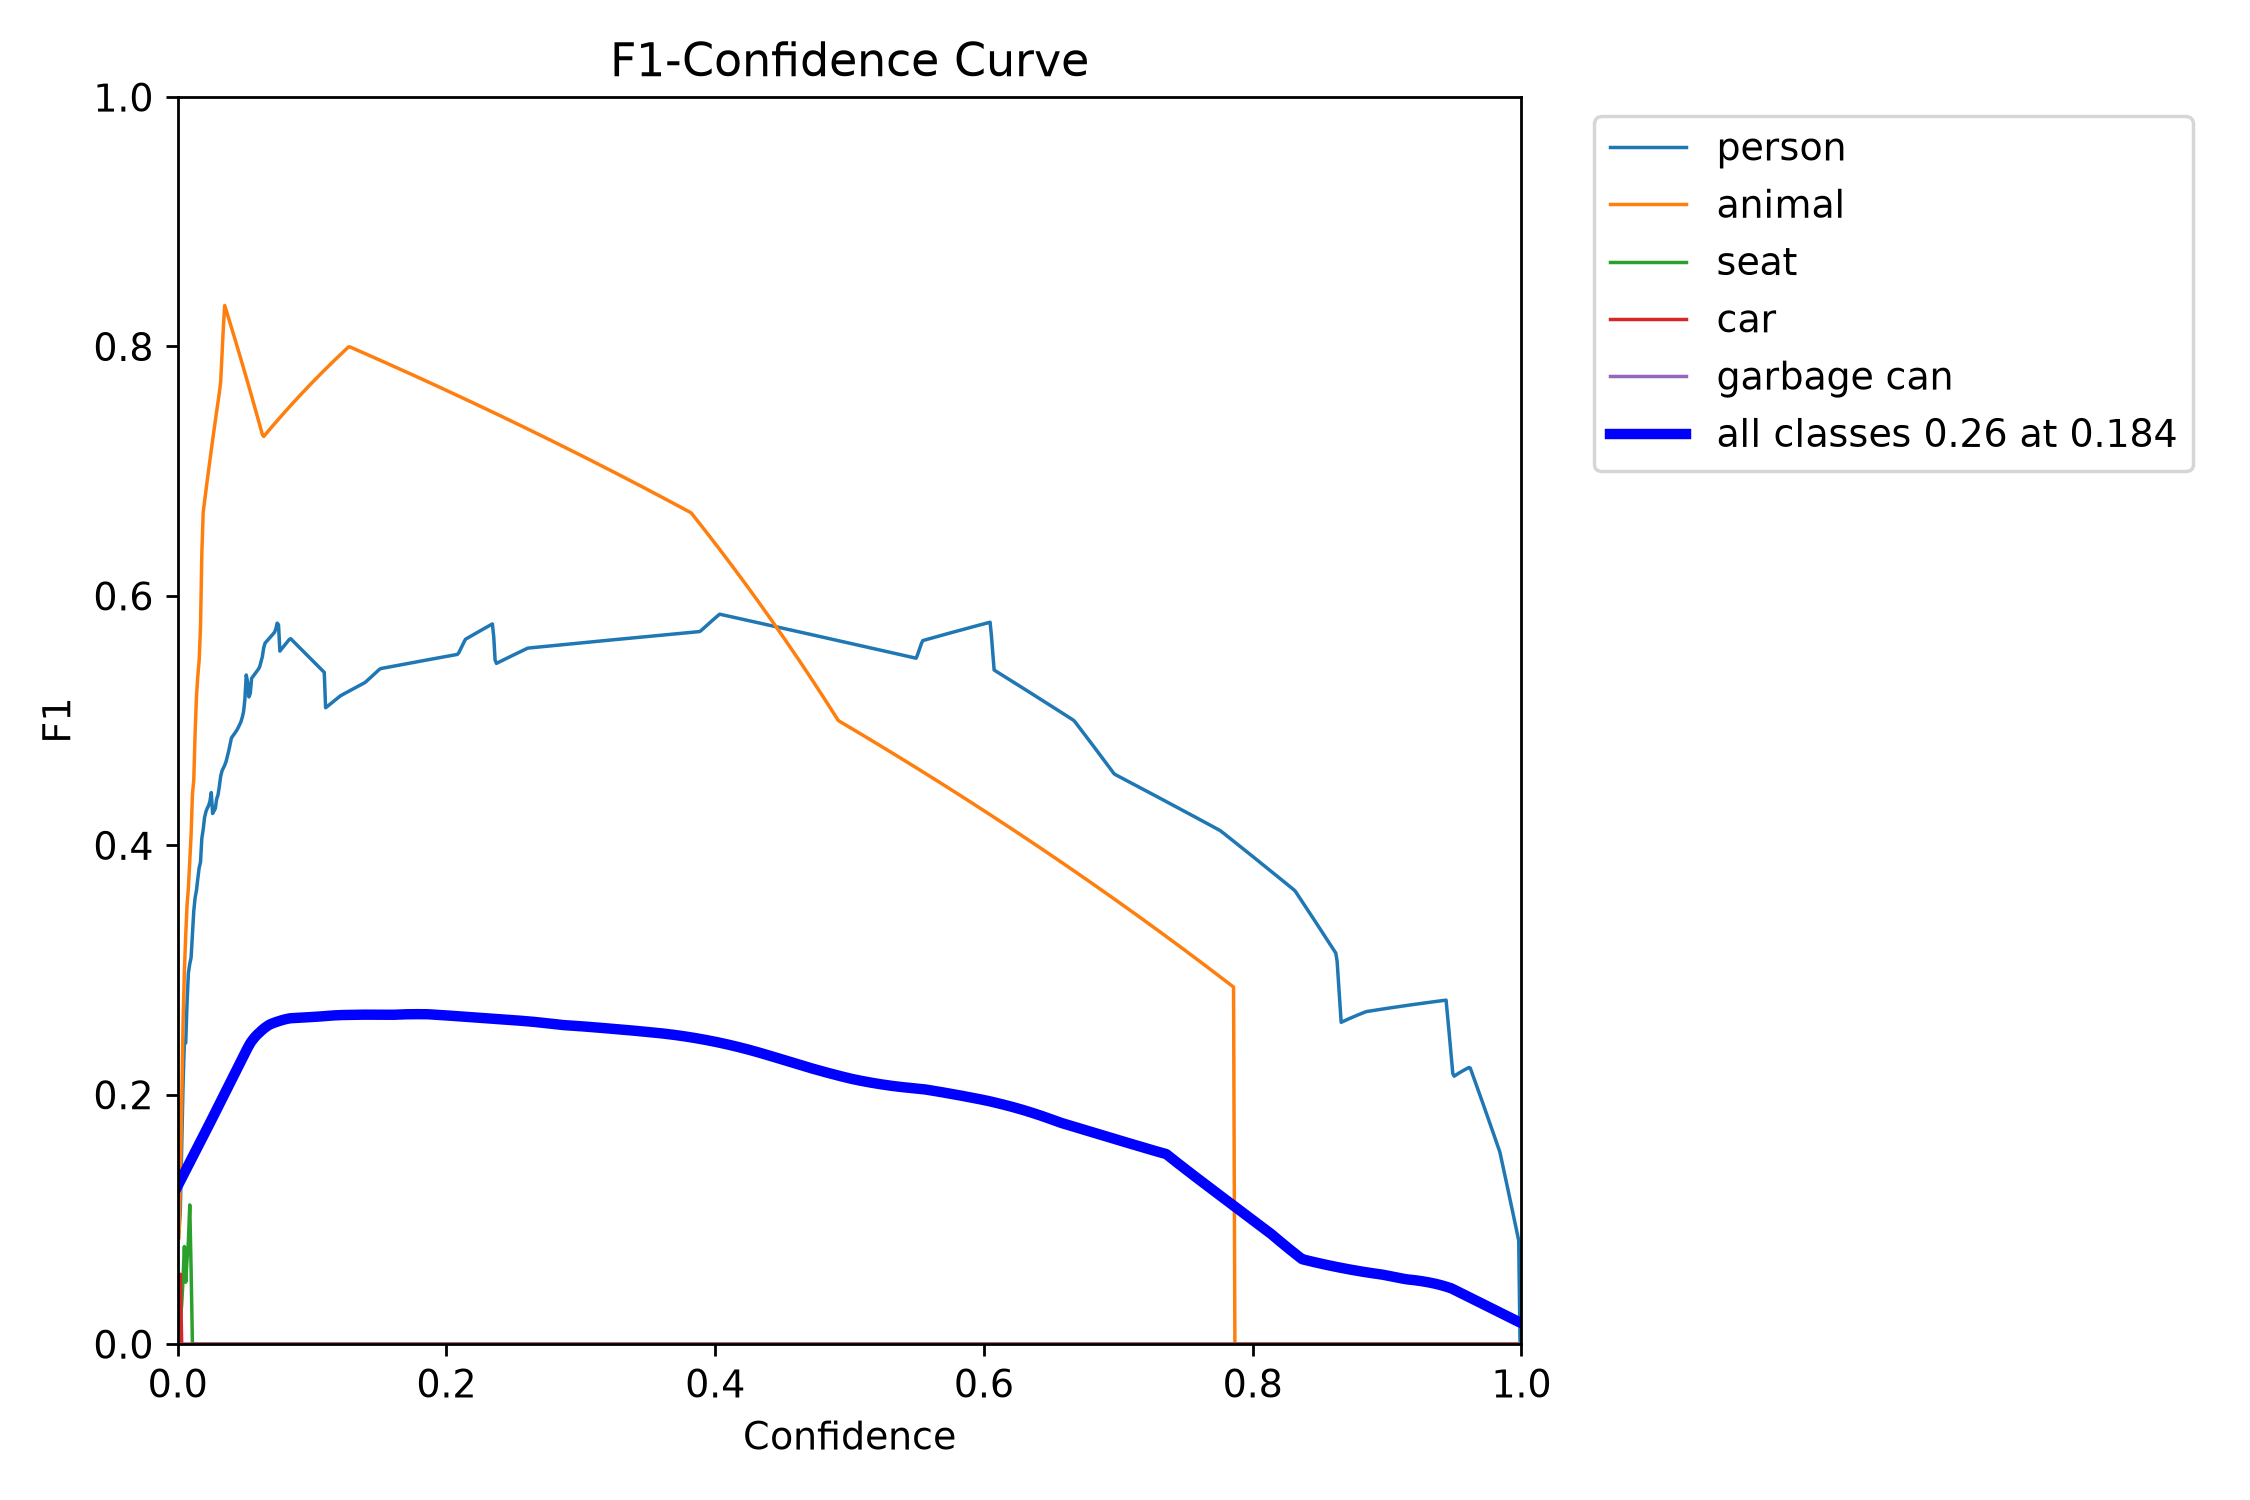 F1-Confidence Curve
1.0
0.8
0.6
0.4
0.2
0.0
F1
0.0 0.2 0.4 0.6 0.8 1.0
Confidence
person
animal
seat
car
garbage can
all classes 0.26 at 0.184